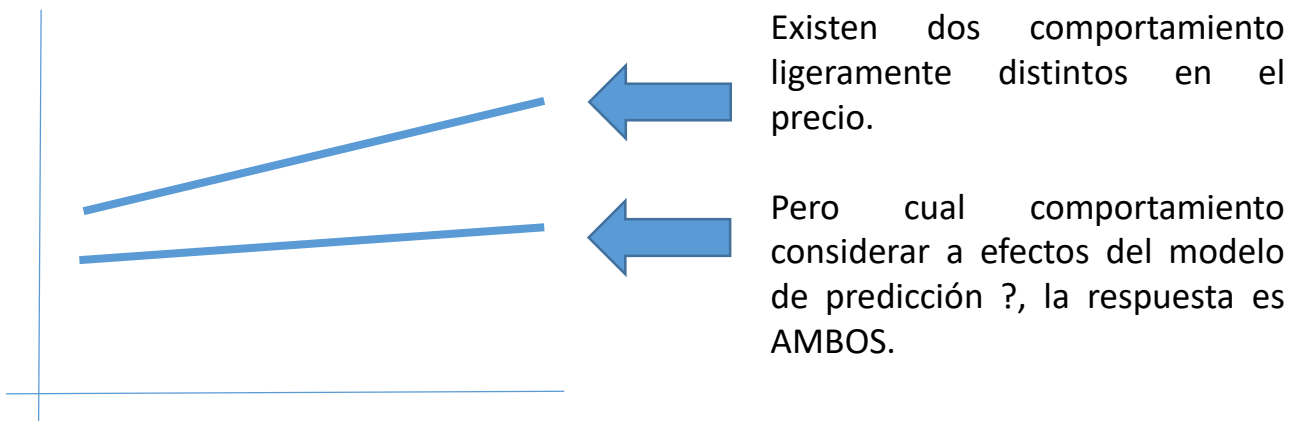 Existen dos comportamiento
ligeramente distintos en el
precio.
Pero cual comportamiento
considerar a efectos del modelo
de predicción ?, la respuesta es
AMBOS.